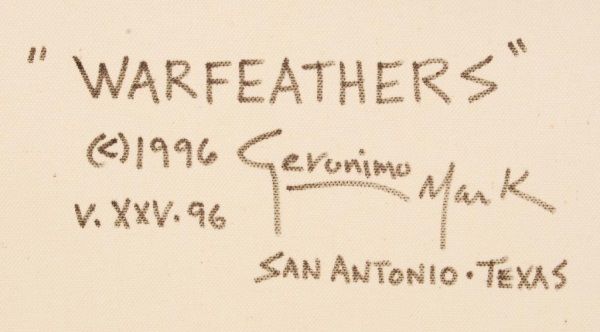 "WARFEATHERS"
(c)1996 Geronimo Mark
V. XXV. 96
SAN ANTONIO · TEXAS